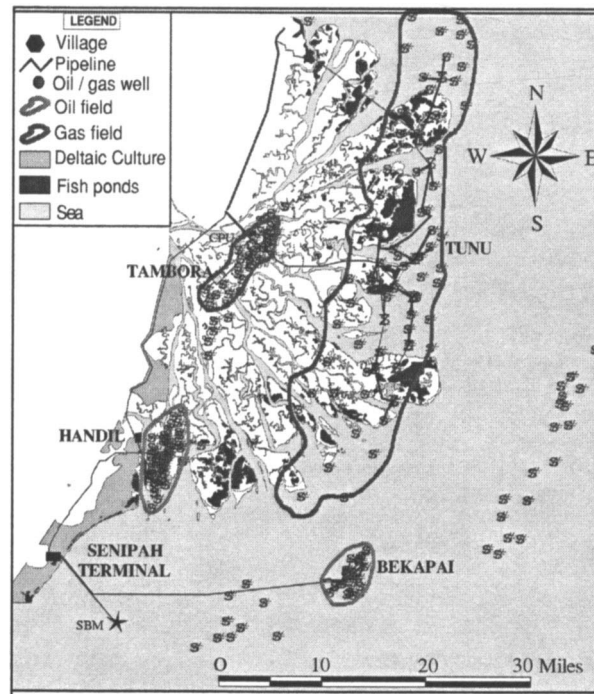 LEGEND
Village
Pipeline
Oil / gas well
Oil field
Gas field
Deltaic Culture
Fish ponds
Sea
N
W E
S
CPU
TUNU
TAMBORA
HANDIL
SENIPAH
TERMINAL
BEKAPAI
SBM
0 10 20 30 Miles